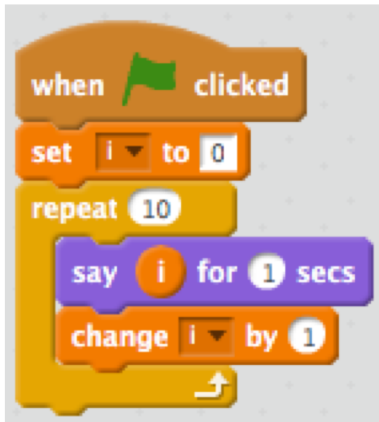 when clicked
set i to 0
repeat 10
say i for 1 secs
change i by 1